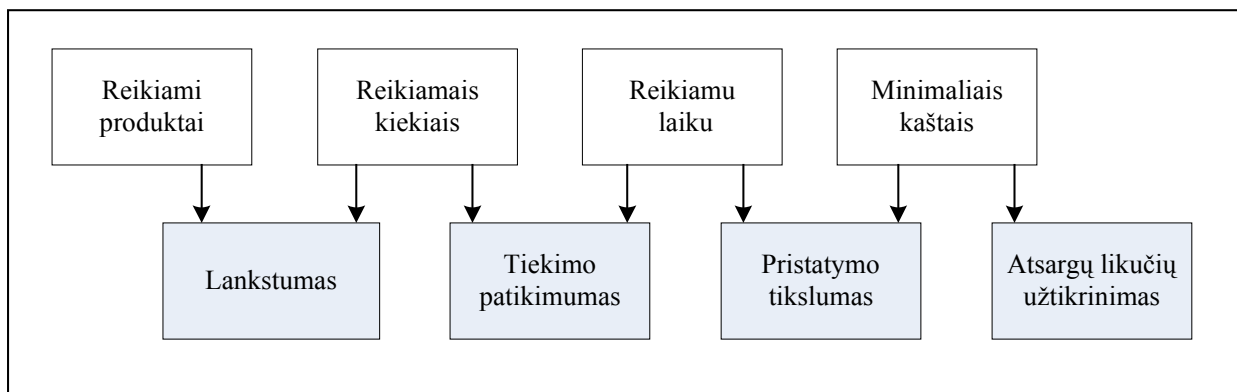 Reikiami
produktai
Reikiamais
kiekiais
Reikiamu
laiku
Minimaliais
kaštais
Lankstumas
Tiekimo
patikimumas
Pristatymo
tikslumas
Atsargų likučių
užtikrinimas